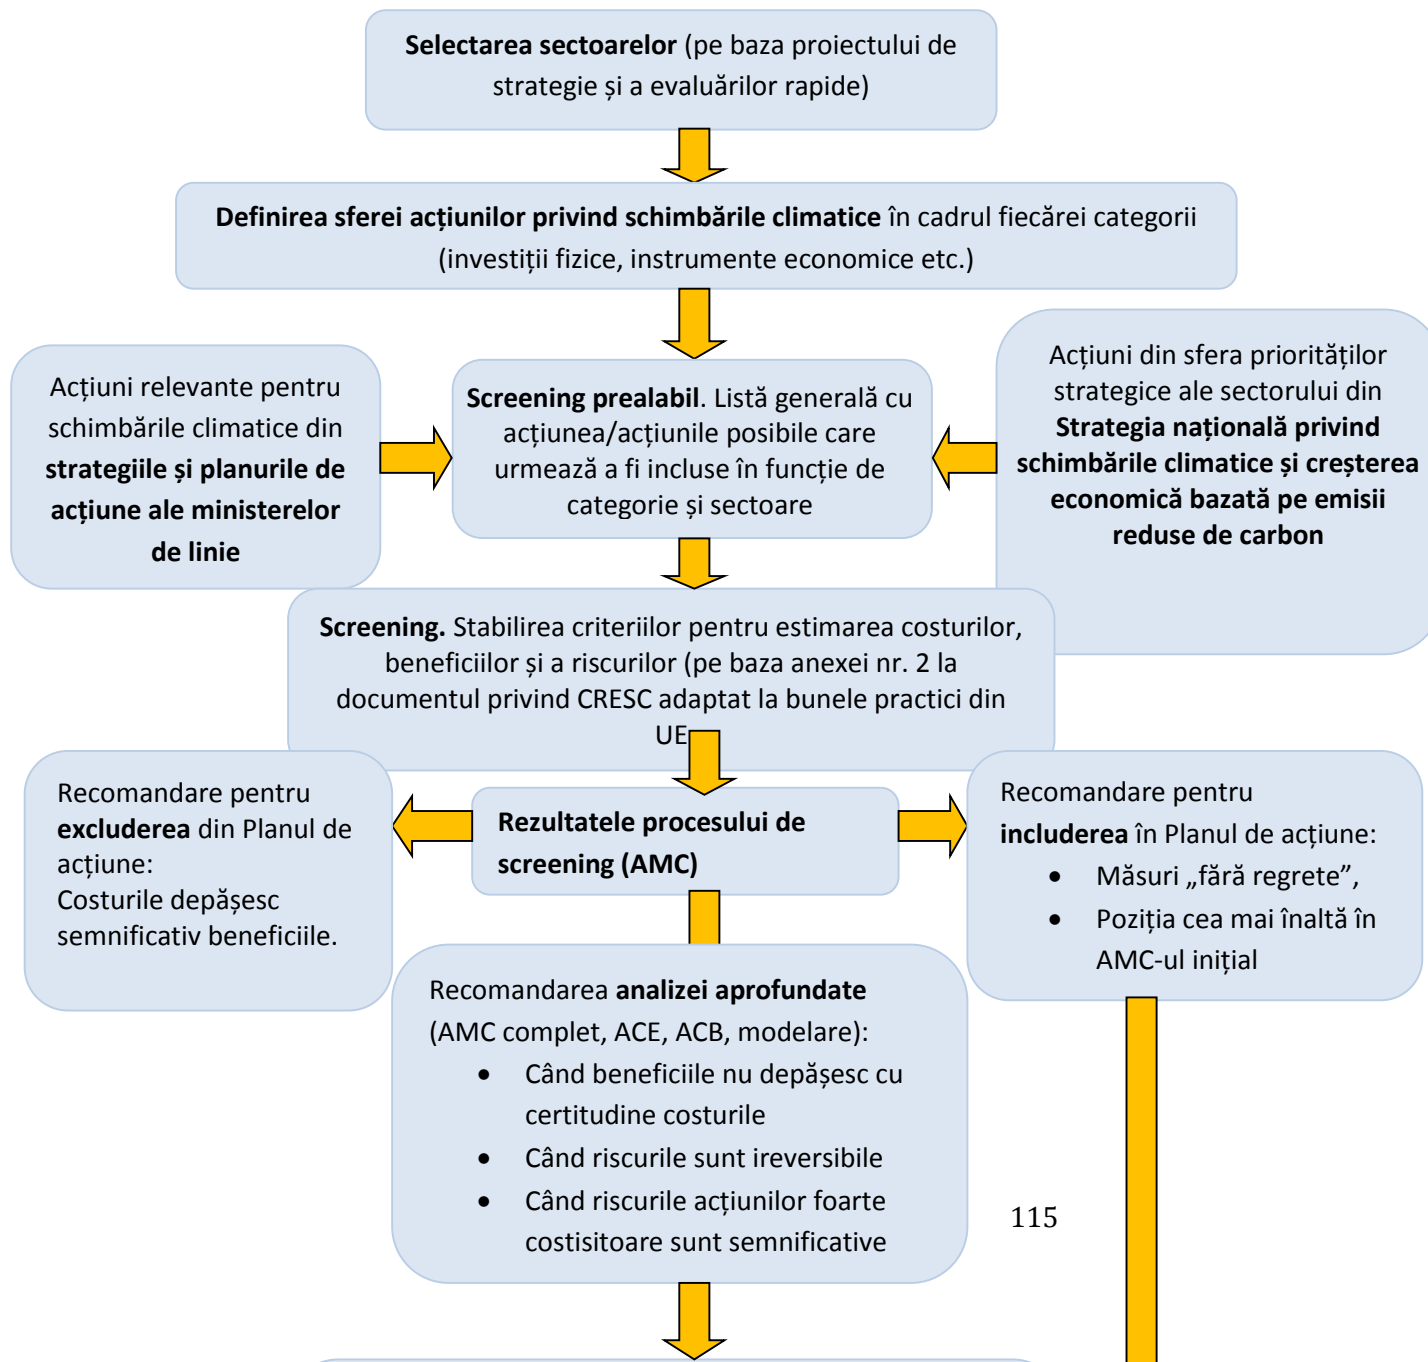 Selectarea sectoarelor (pe baza proiectului de
strategie și a evaluărilor rapide)
Definirea sferei acțiunilor privind schimbările climatice în cadrul fiecărei categorii
(investiții fizice, instrumente economice etc.)
Acțiuni relevante pentru
schimbările climatice din
strategiile și planurile de
acțiune ale ministerelor
de linie
Screening prealabil. Listă generală cu
acțiunea/acțiunile posibile care
urmează a fi incluse în funcție de
categorie și sectoare
Acțiuni din sfera priorităților
strategice ale sectorului din
Strategia națională privind
schimbările climatice și creșterea
economică bazată pe emisii
reduse de carbon
Screening. Stabilirea criteriilor pentru estimarea costurilor,
beneficiilor și a riscurilor (pe baza anexei nr. 2 la
documentul privind CRESC adaptat la bunele practici din
UE
Recomandare pentru
excluderea din Planul de
acțiune:
Costurile depășesc
semnificativ beneficiile.
Rezultatele procesului de
screening (AMC)
Recomandare pentru
includerea în Planul de acțiune:
• Măsuri „fără regrete”,
• Poziția cea mai înaltă în
AMC-ul inițial
Recomandarea analizei aprofundate
(AMC complet, ACE, ACB, modelare):
• Când beneficiile nu depășesc cu
certitudine costurile
• Când riscurile sunt ireversibile
• Când riscurile acțiunilor foarte
costisitoare sunt semnificative
115